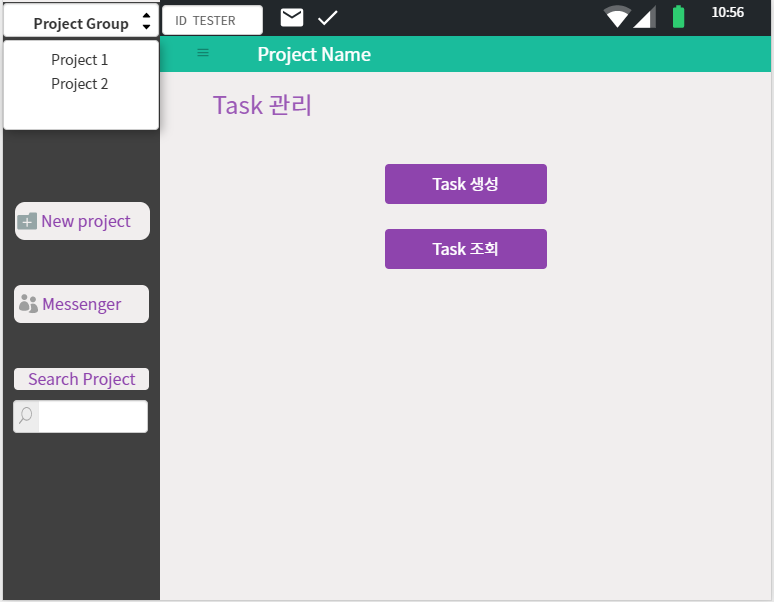 Project Group
ID TESTER
10:56
Project 1
Project 2
Project Name
Task 관리
Task 생성
Task 조회
New project
Messenger
Search Project